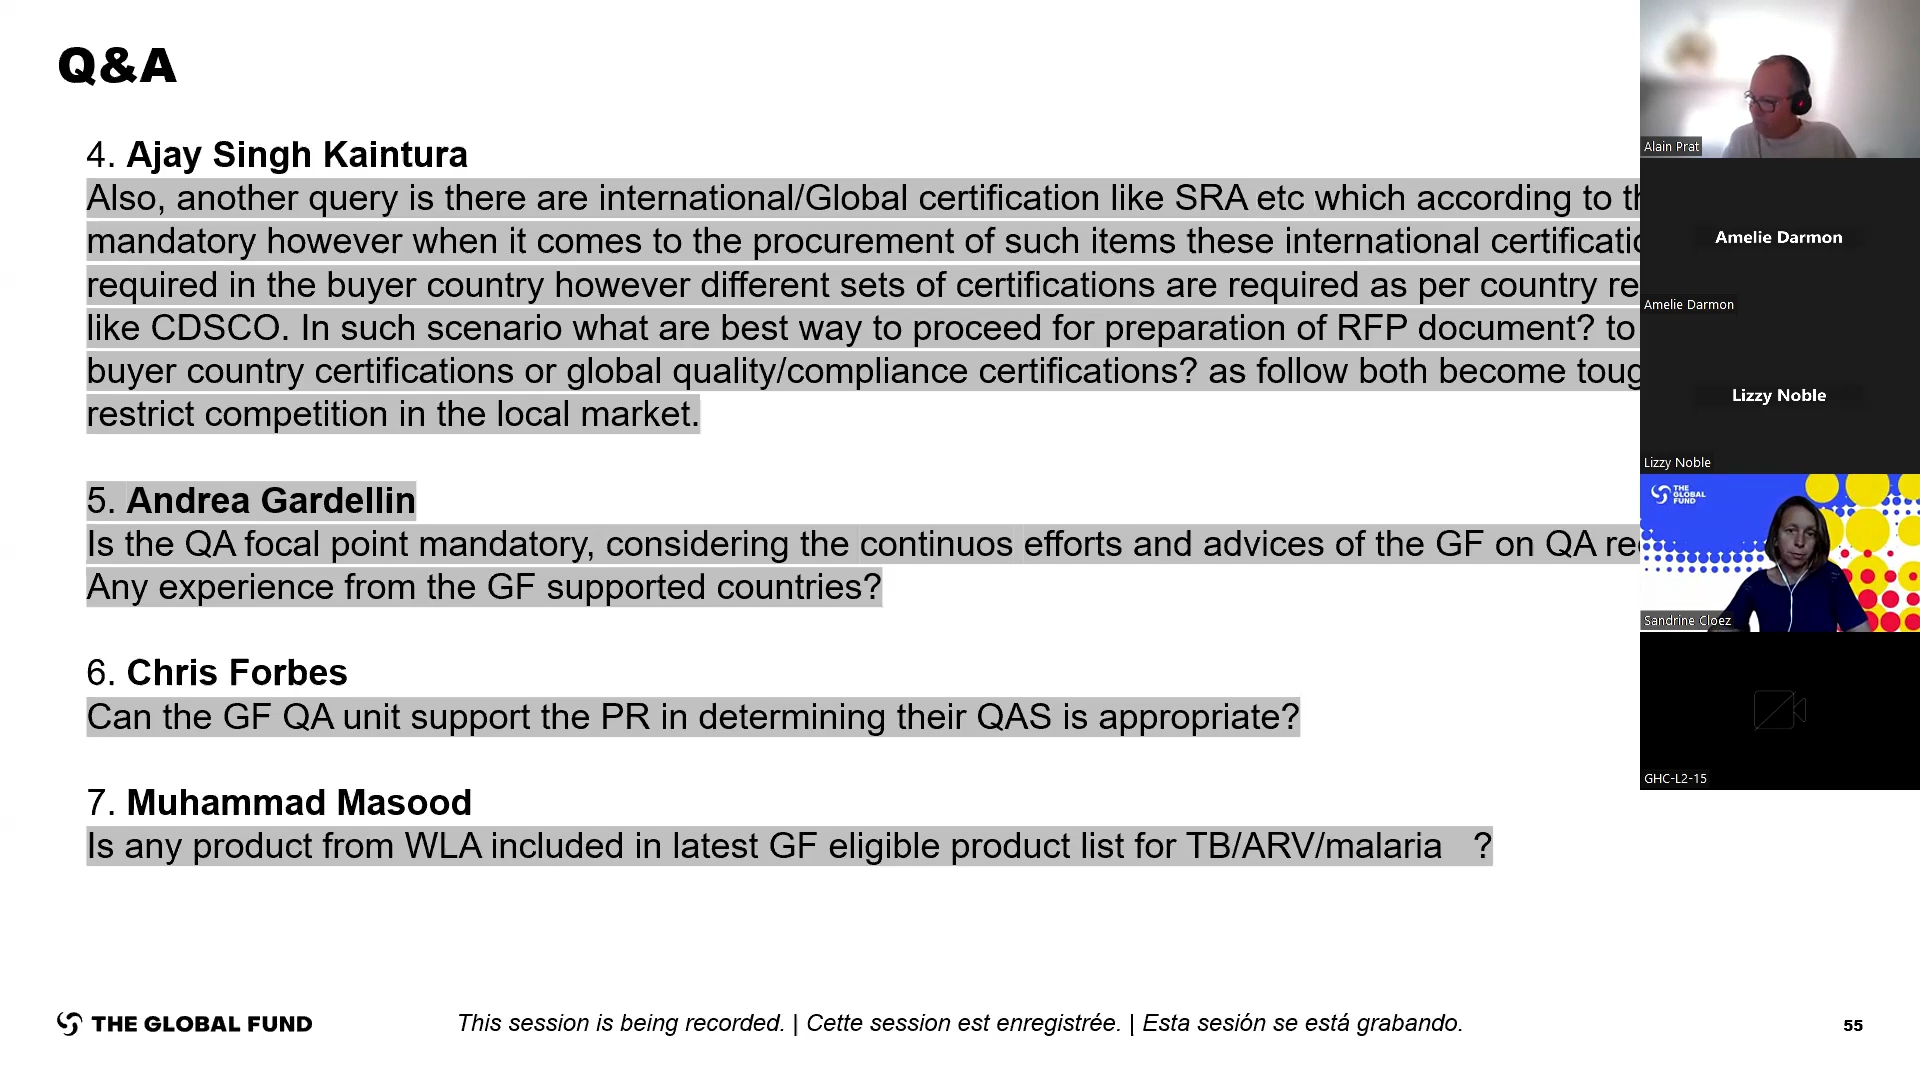 Q&A
4. Ajay Singh Kaintura
Also, another query is there are international/Global certification like SRA etc which according to
mandatory however when it comes to the procurement of such items these international
required in the buyer country however different sets of certifications are required as per country
like CDSCO. In such scenario what are best way to proceed for preparation of RFP document? to
buyer country certifications or global quality/compliance certifications? as follow both become
restrict competition in the local market.
5. Andrea Gardellin
Is the QA focal point mandatory, considering the continuos efforts and advices of the GF on QA
Any experience from the GF supported countries?
6. Chris Forbes
Can the GF QA unit support the PR in determining their QAS is appropriate?
7. Muhammad Masood
Is any product from WLA included in latest GF eligible product list for TB/ARV/malaria ?
THE GLOBAL FUND
This session is being recorded. | Cette session est enregistrée. | Esta sesión se está grabando.
55
Alain Prat
Amelie Darmon
Amelie Darmon
Lizzy Noble
Lizzy Noble
THE
GLOBAL
FUND
Sandrine Cloez
GHC-L2-15